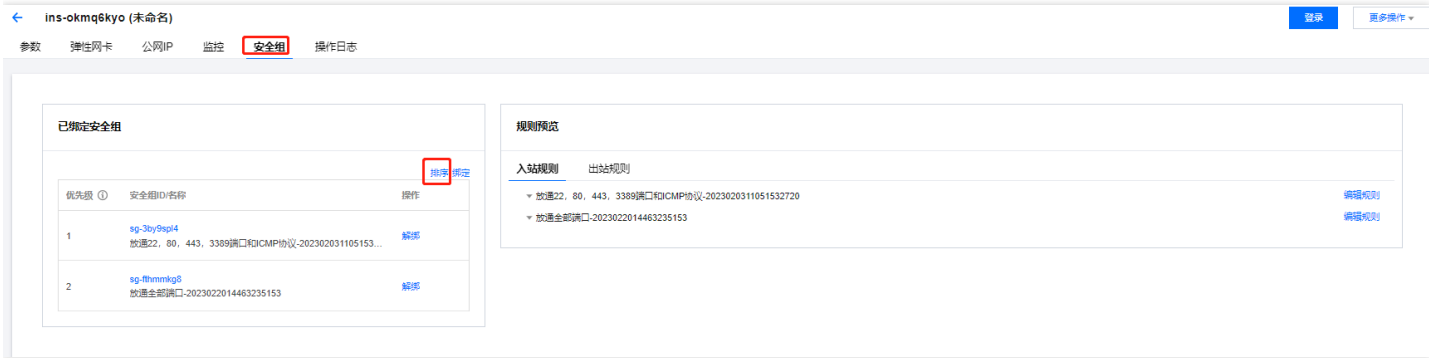 ins-okmq6kyo (未命名)
登录
更多操作
参数 弹性网卡 公网IP 监控 安全组 操作日志
已绑定安全组
排序 绑定
优先级 安全组ID/名称 操作
1 sg-3by9spl4 解绑
放通22，80，443，3389端口和ICMP协议-202302031105153...
2 sg-fthmmkg8 解绑
放通全部端口-2023022014463235153
规则预览
入站规则 出站规则
放通22，80，443，3389端口和ICMP协议-2023020311051532720 编辑规则
放通全部端口-2023022014463235153 编辑规则